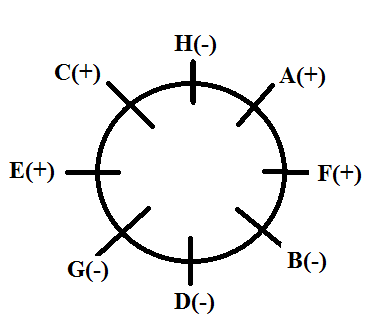 H(-)
C(+)
A(+)
E(+)
F(+)
G(-)
B(-)
D(-)